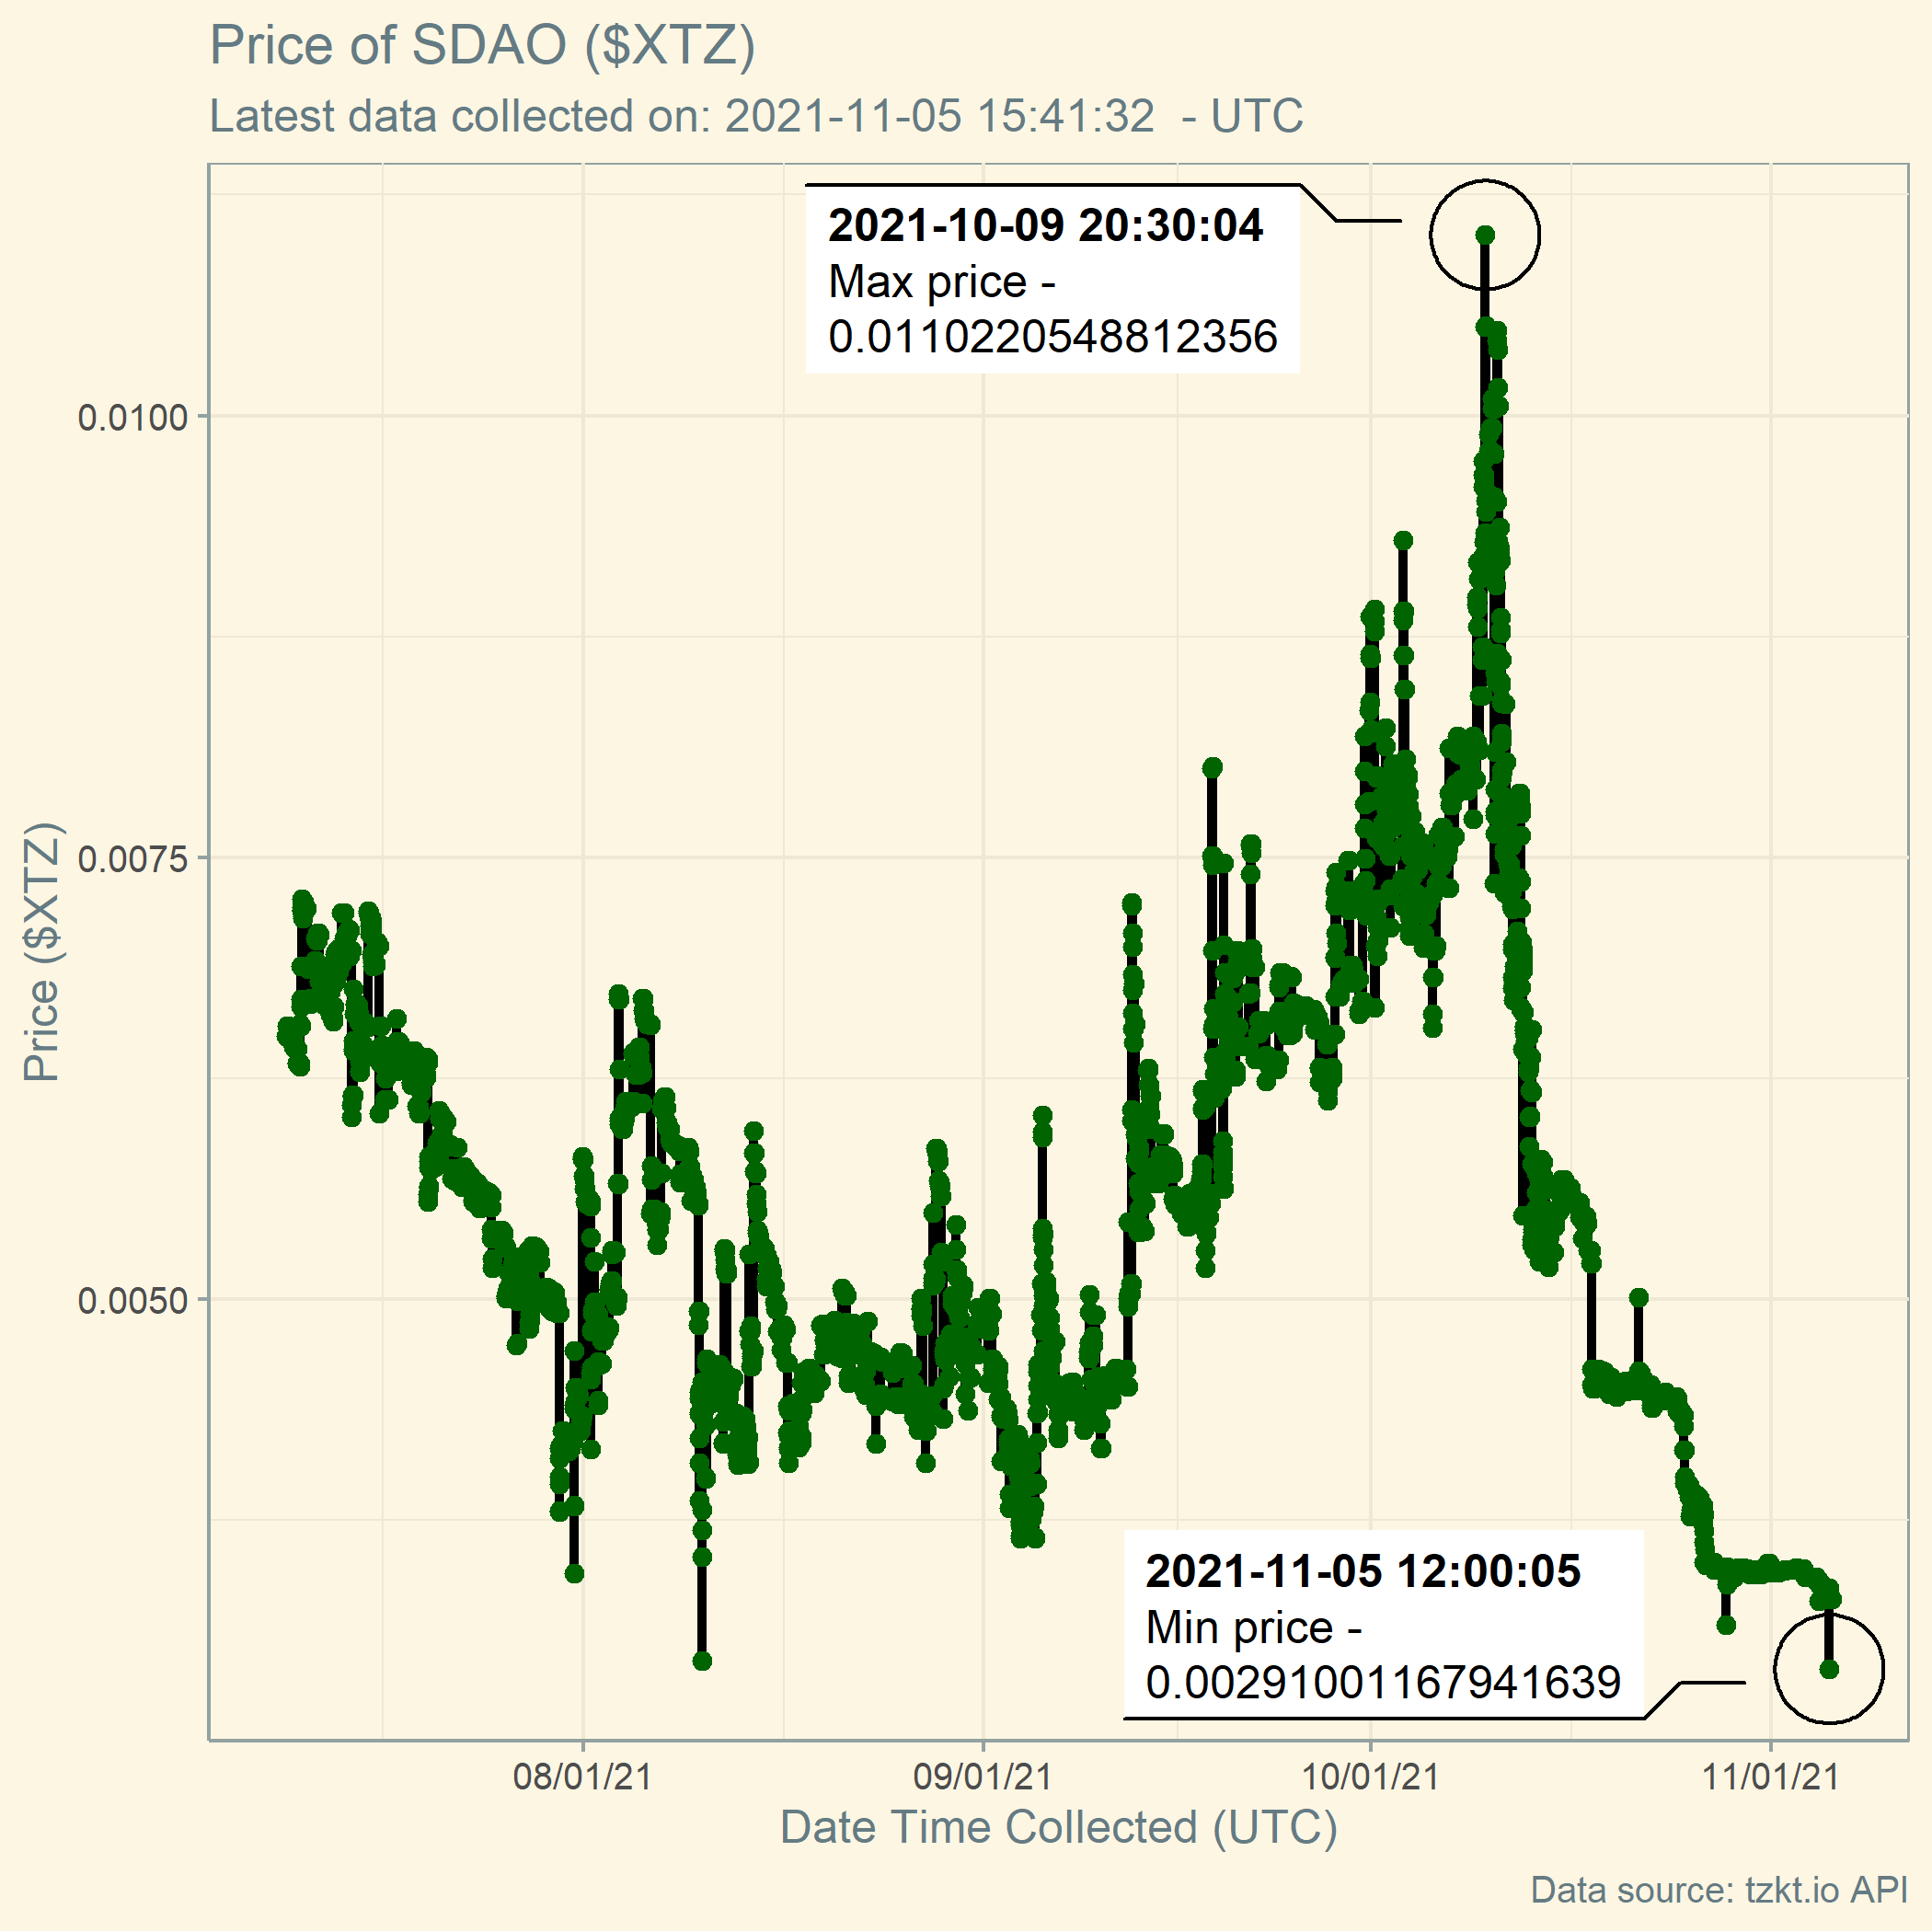 Price of SDAO ($XTZ)
Latest data collected on: 2021-11-05 15:41:32  - UTC
2021-10-09 20:30:04
Max price -
0.0110220548812356
0.0100
0.0075
0.0050
Price ($XTZ)
2021-11-05 12:00:05
Min price -
0.00291001167941639
08/01/21
09/01/21
10/01/21
11/01/21
Date Time Collected (UTC)
Data source: tzkt.io API